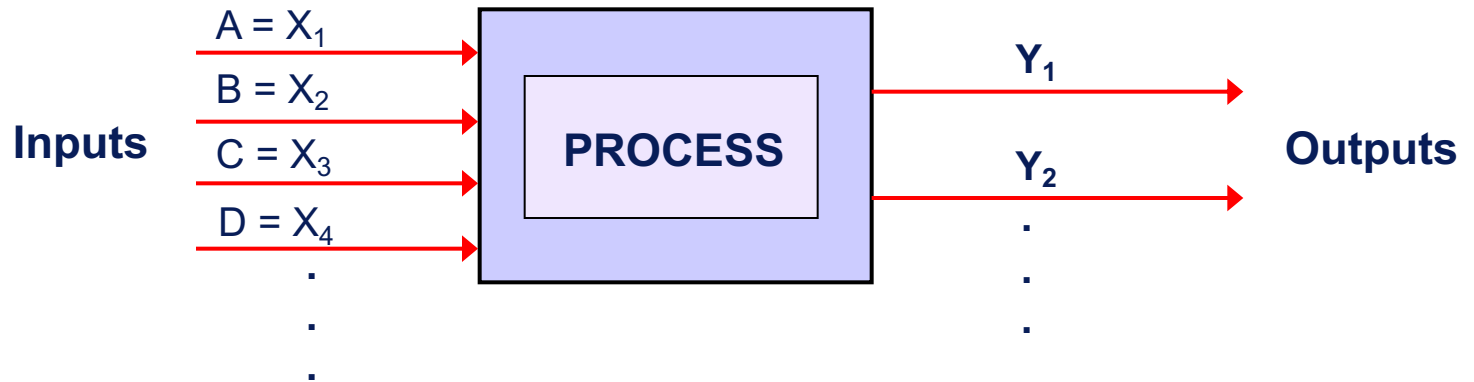 A = X₁
B = X₂
C = X₃
D = X₄
.
.
.
Inputs
PROCESS
Y₁
Y₂
.
.
.
Outputs